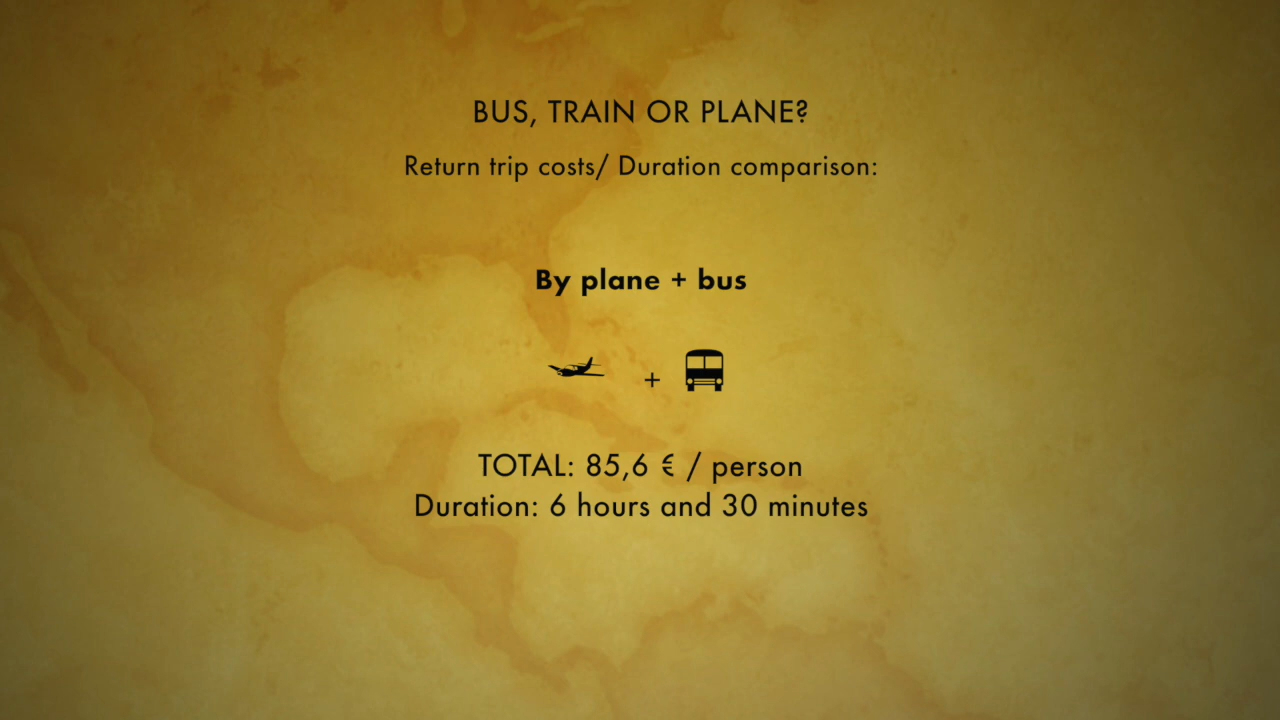 BUS, TRAIN OR PLANE?
Return trip costs/ Duration comparison:
By plane + bus
+
TOTAL: 85,6 € / person
Duration: 6 hours and 30 minutes